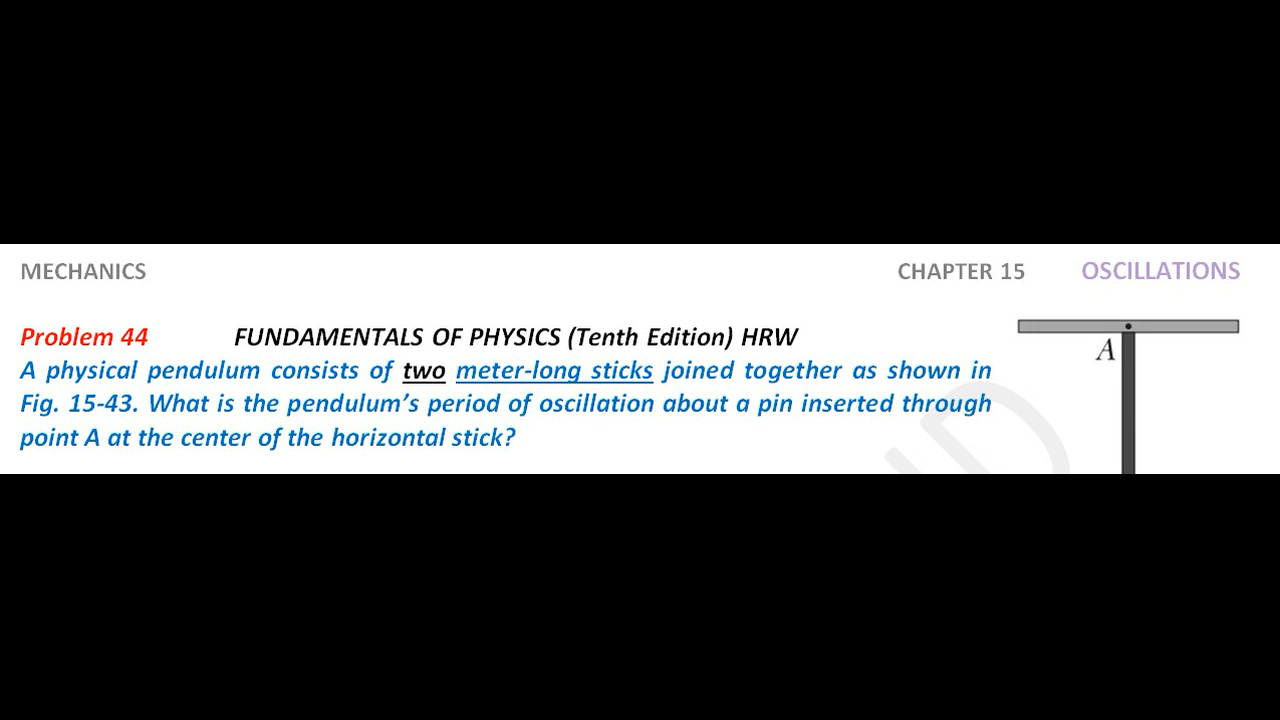 MECHANICS CHAPTER 15 OSCILLATIONS
Problem 44 FUNDAMENTALS OF PHYSICS (Tenth Edition) HRW
A physical pendulum consists of two meter-long sticks joined together as shown in
Fig. 15-43. What is the pendulum's period of oscillation about a pin inserted through
point A at the center of the horizontal stick?
A